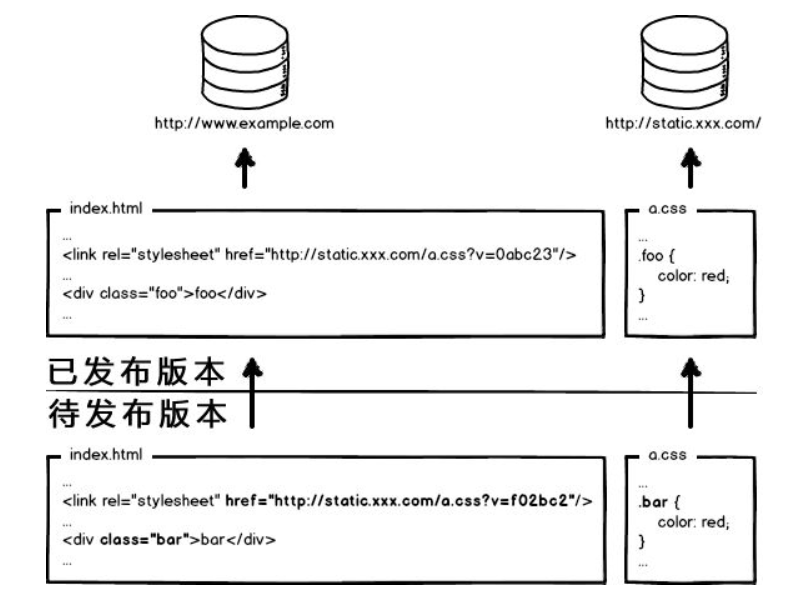 http://www.example.com
http://static.xxx.com/
index.html
...
<link rel="stylesheet" href="http://static.xxx.com/a.css?v=0abc23"/>
...
<div class="foo">foo</div>
...
a.css
...
.foo {
color: red;
}
...
已发布版本
待发布版本
index.html
...
<link rel="stylesheet" href="http://static.xxx.com/a.css?v=f02bc2"/>
...
<div class="bar">bar</div>
...
a.css
...
.bar {
color: red;
}
...